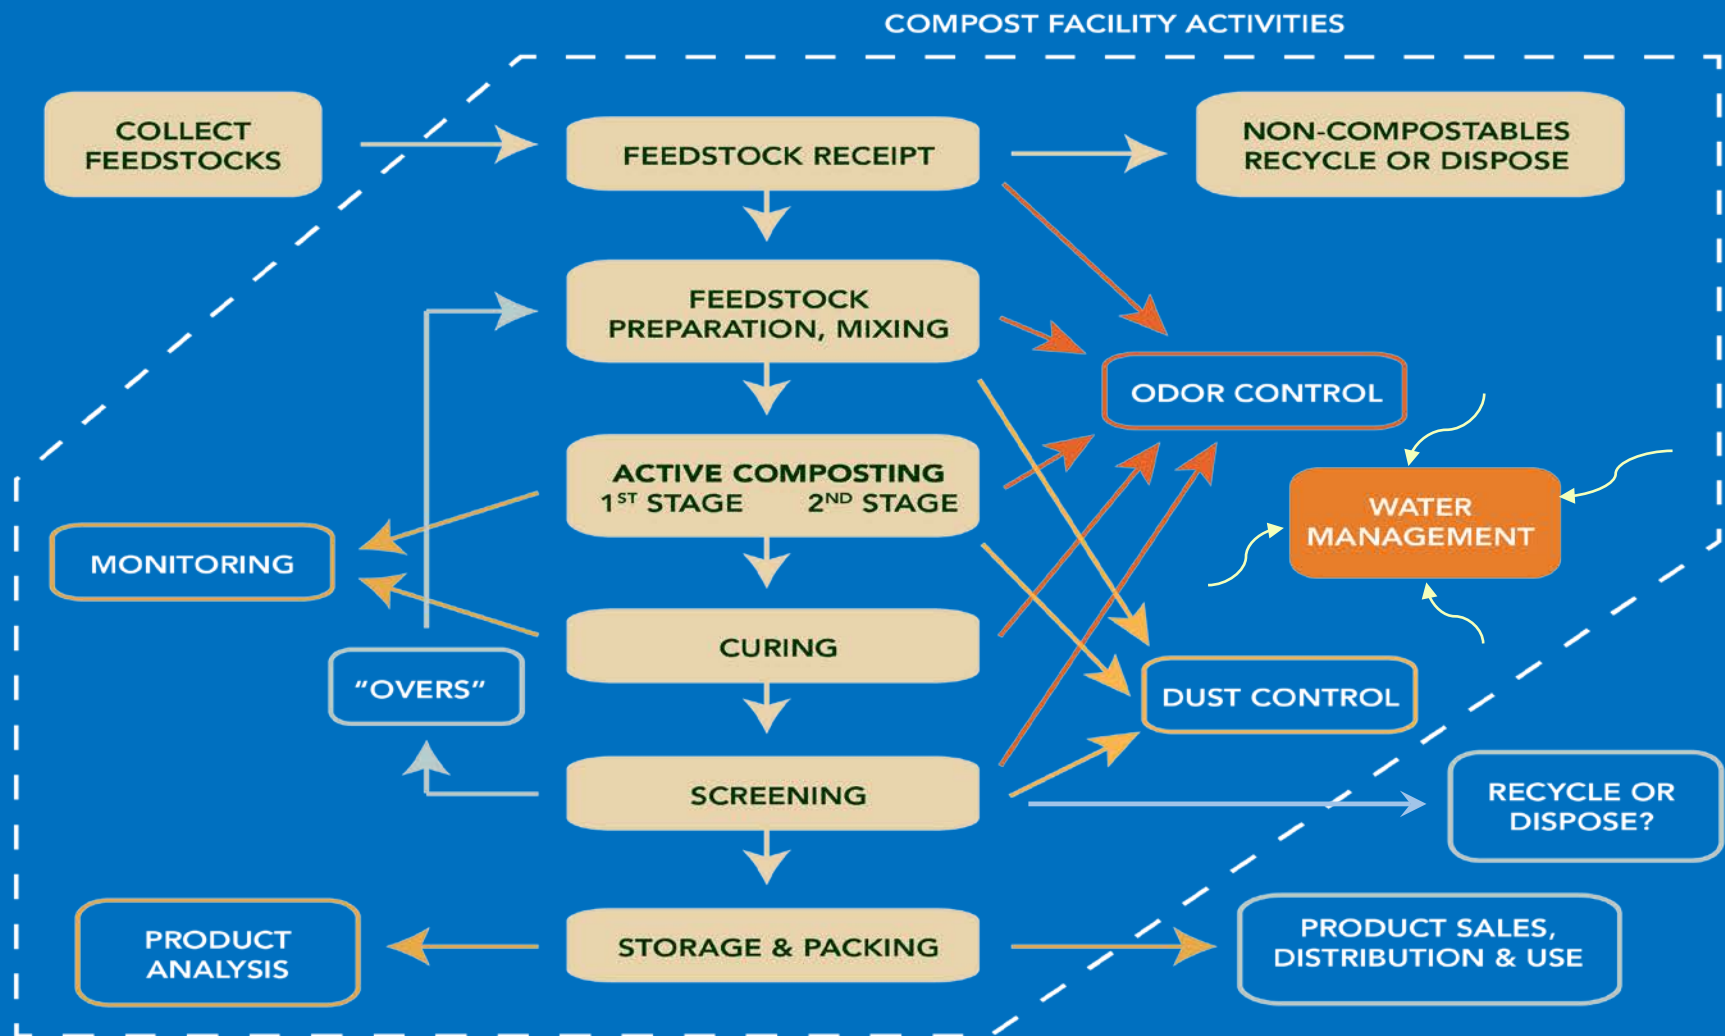 COMPOST FACILITY ACTIVITIES
COLLECT
FEEDSTOCKS
FEEDSTOCK RECEIPT
NON-COMPOSTABLES
RECYCLE OR DISPOSE
FEEDSTOCK
PREPARATION, MIXING
ODOR CONTROL
ACTIVE COMPOSTING
1ST STAGE 2ND STAGE
WATER
MANAGEMENT
MONITORING
CURING
"OVERS"
DUST CONTROL
SCREENING
RECYCLE OR
DISPOSE?
PRODUCT
ANALYSIS
STORAGE & PACKING
PRODUCT SALES,
DISTRIBUTION & USE